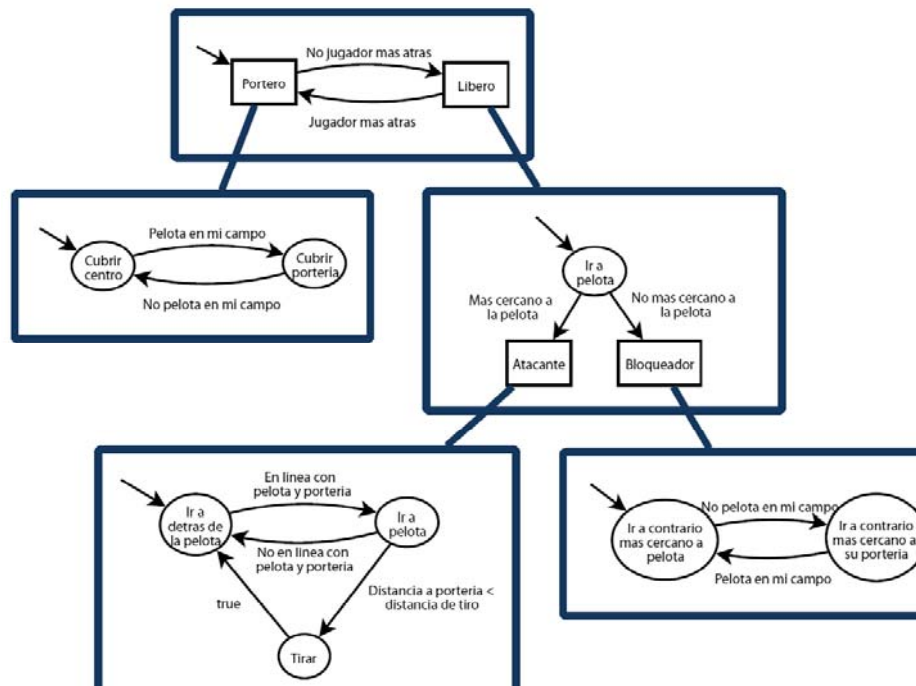 No jugador mas atras
Portero
Libero
Jugador mas atras
Pelota en mi campo
Cubrir
centro
Cubrir
porteria
No pelota en mi campo
Ir a
pelota
Mas cercano a
la pelota
No mas cercano a
la pelota
Atacante
Bloqueador
En linea con
pelota y porteria
Ir a
detras de
la pelota
Ir a
pelota
No en linea con
pelota y porteria
true
Distancia a porteria <
distancia de tiro
Tirar
No pelota en mi campo
Ir a contrario
mas cercano a
pelota
Ir a contrario
mas cercano a
su porteria
Pelota en mi campo